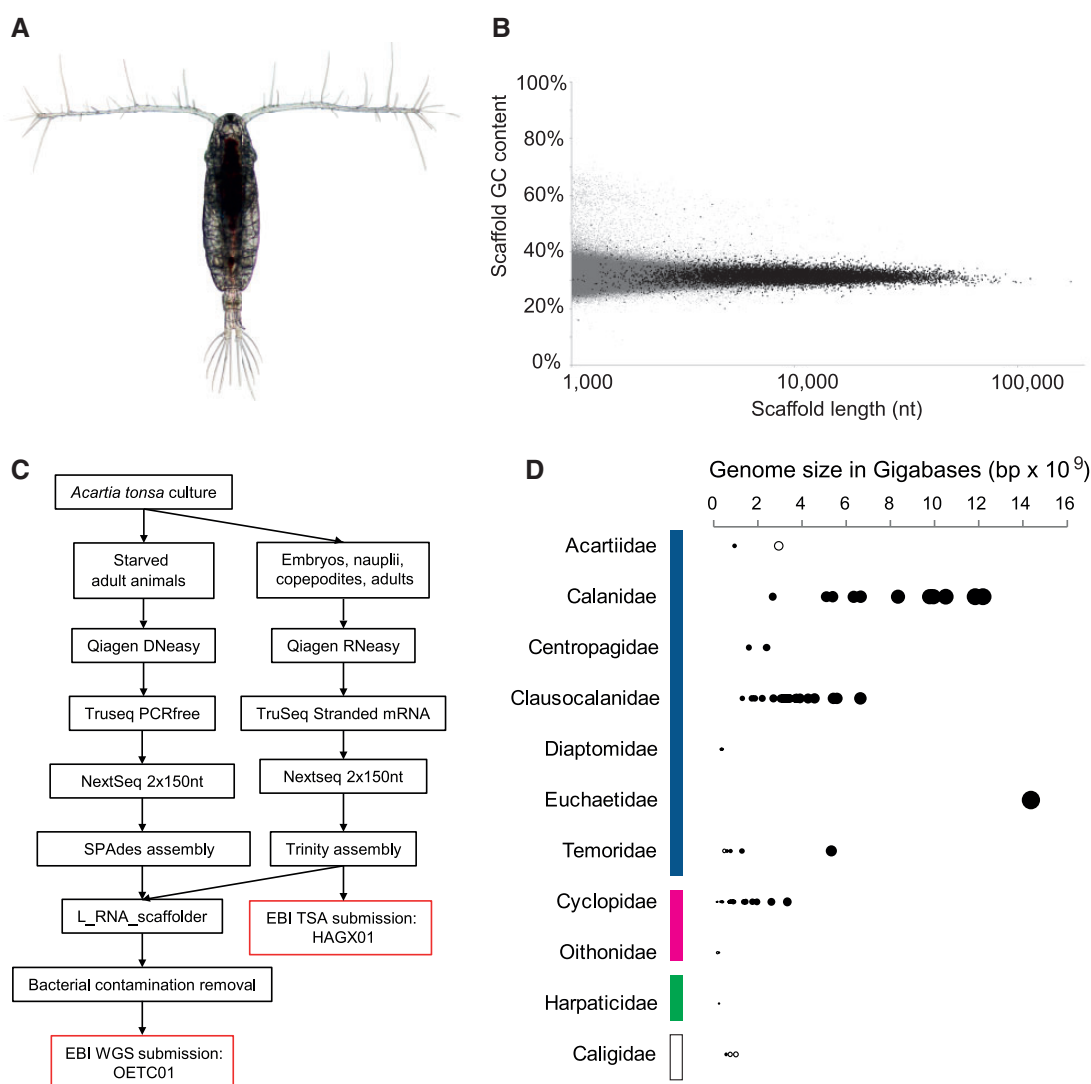 A
B
100%
80%
60%
40%
20%
0%
Scaffold GC content
1,000
10,000
100,000
Scaffold length (nt)
C
Acartia tonsa culture
Starved
adult animals
Embryos, nauplii,
copepodites, adults
Qiagen DNeasy
Qiagen RNeasy
Truseq PCRfree
TruSeq Stranded mRNA
NextSeq 2x150nt
Nextseq 2x150nt
SPAdes assembly
Trinity assembly
L_RNA_scaffolder
EBI TSA submission:
HAGX01
Bacterial contamination removal
EBI WGS submission:
OETC01
D
Genome size in Gigabases (bp x 10⁹)
0 2 4 6 8 10 12 14 16
Acartiidae
Calanidae
Centropagidae
Clausocalanidae
Diaptomidae
Euchaetidae
Temoridae
Cyclopidae
Oithonidae
Harpaticidae
Caligidae